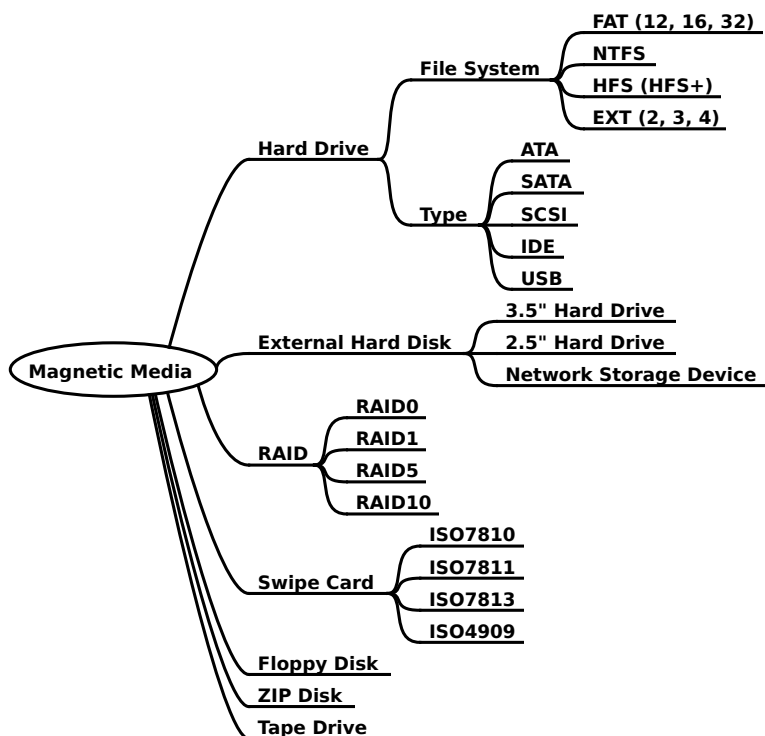 FAT (12, 16, 32)
NTFS
File System
HFS (HFS+)
EXT (2, 3, 4)
Hard Drive
ATA
SATA
Type
SCSI
IDE
USB
3.5" Hard Drive
External Hard Disk
2.5" Hard Drive
Magnetic Media
Network Storage Device
RAID0
RAID1
RAID
RAID5
RAID10
ISO7810
ISO7811
Swipe Card
ISO7813
ISO4909
Floppy Disk
ZIP Disk
Tape Drive